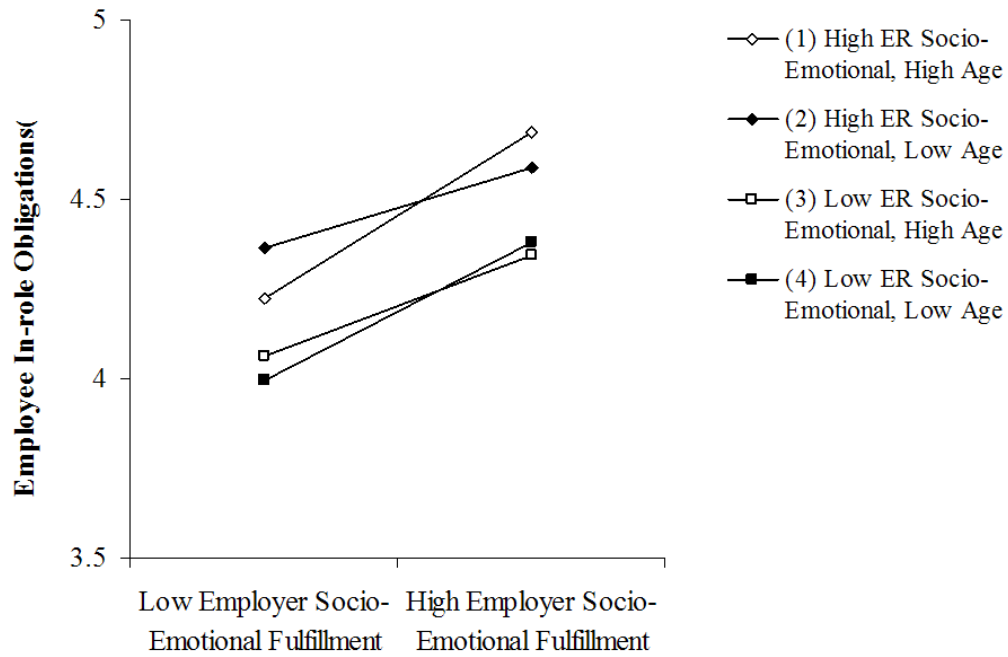 5
4.5
4
3.5
Employee In-role Obligations(
Low Employer Socio-
Emotional Fulfillment
High Employer Socio-
Emotional Fulfillment
(1) High ER Socio-
Emotional, High Age
(2) High ER Socio-
Emotional, Low Age
(3) Low ER Socio-
Emotional, High Age
(4) Low ER Socio-
Emotional, Low Age